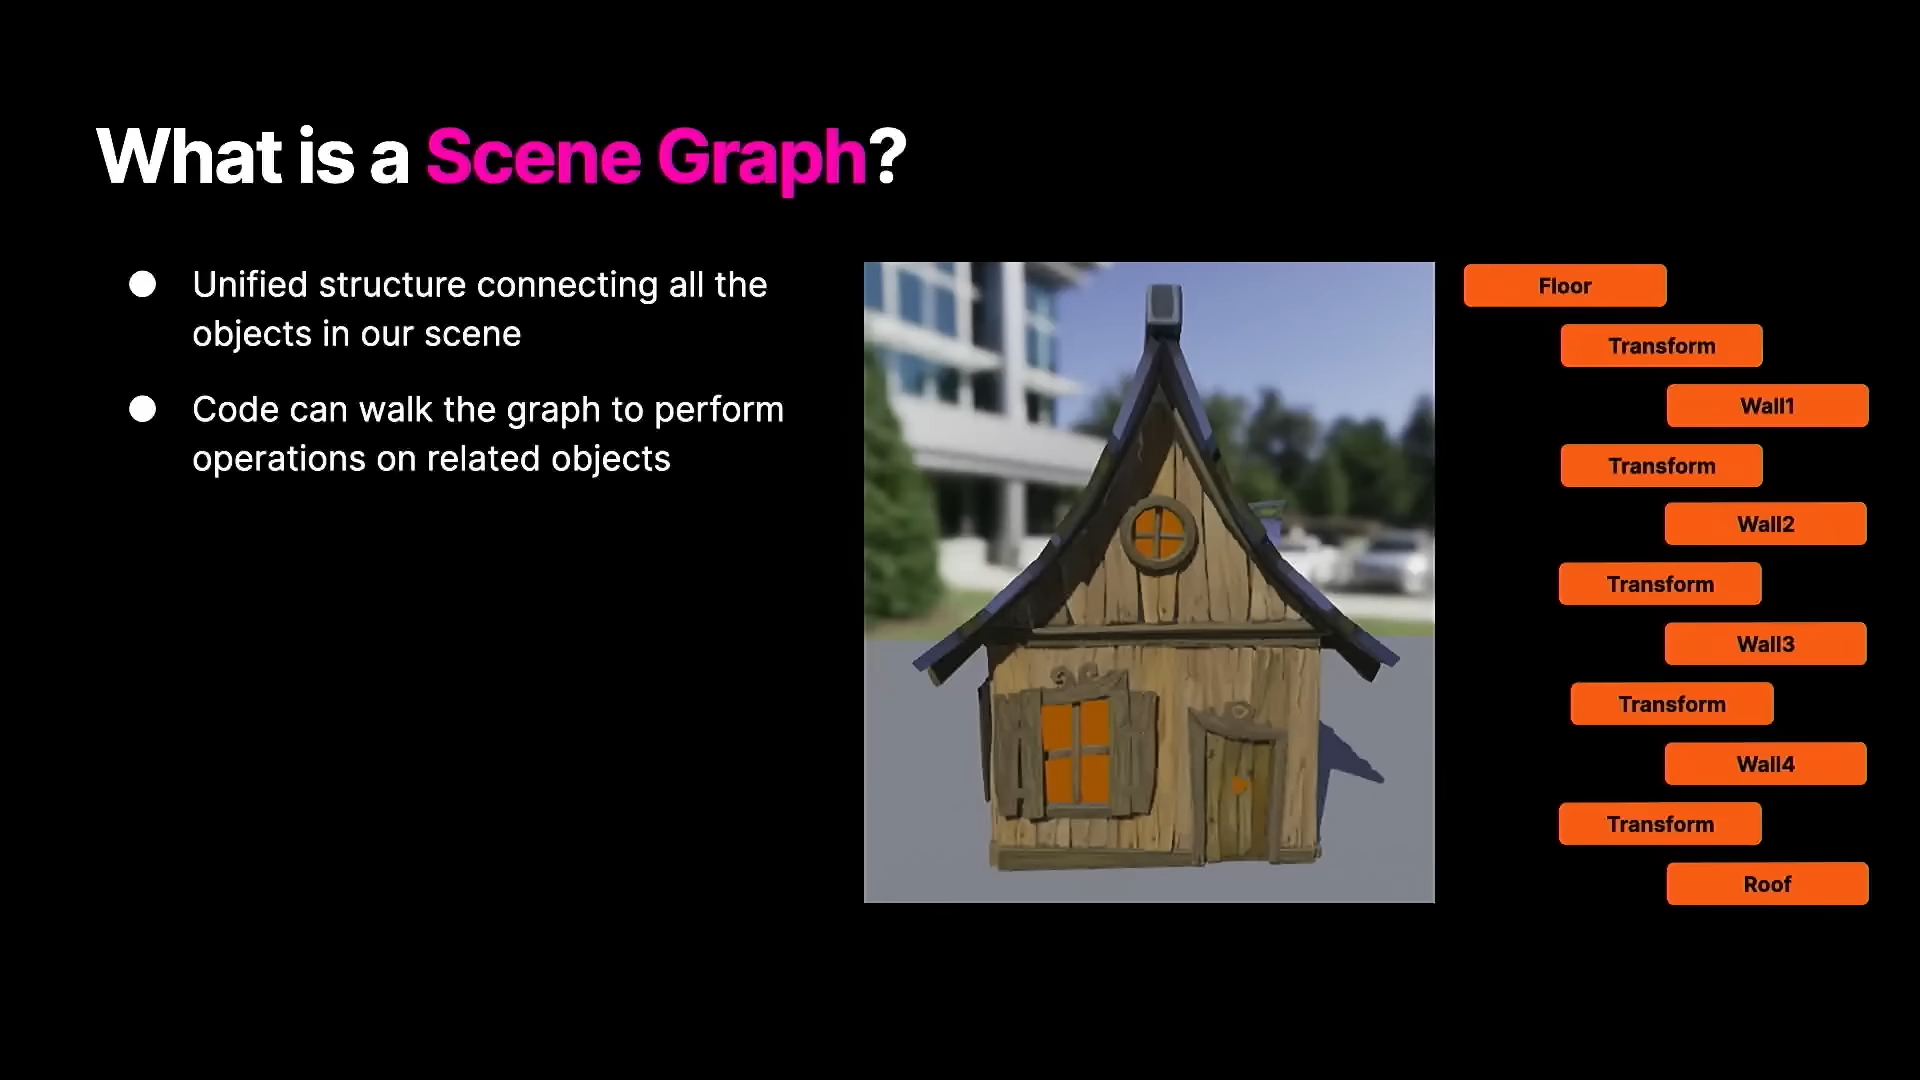 What is a Scene Graph?
Unified structure connecting all the
objects in our scene
Code can walk the graph to perform
operations on related objects
Floor
Transform
Wall1
Transform
Wall2
Transform
Wall3
Transform
Wall4
Transform
Roof